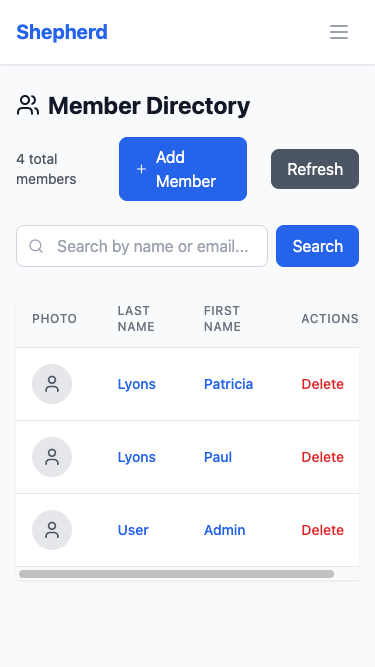 Shepherd
Member Directory
4 total
members
Add
Member
Refresh
Search by name or email...
Search
PHOTO
LAST
NAME
FIRST
NAME
ACTIONS
Lyons
Patricia
Delete
Lyons
Paul
Delete
User
Admin
Delete